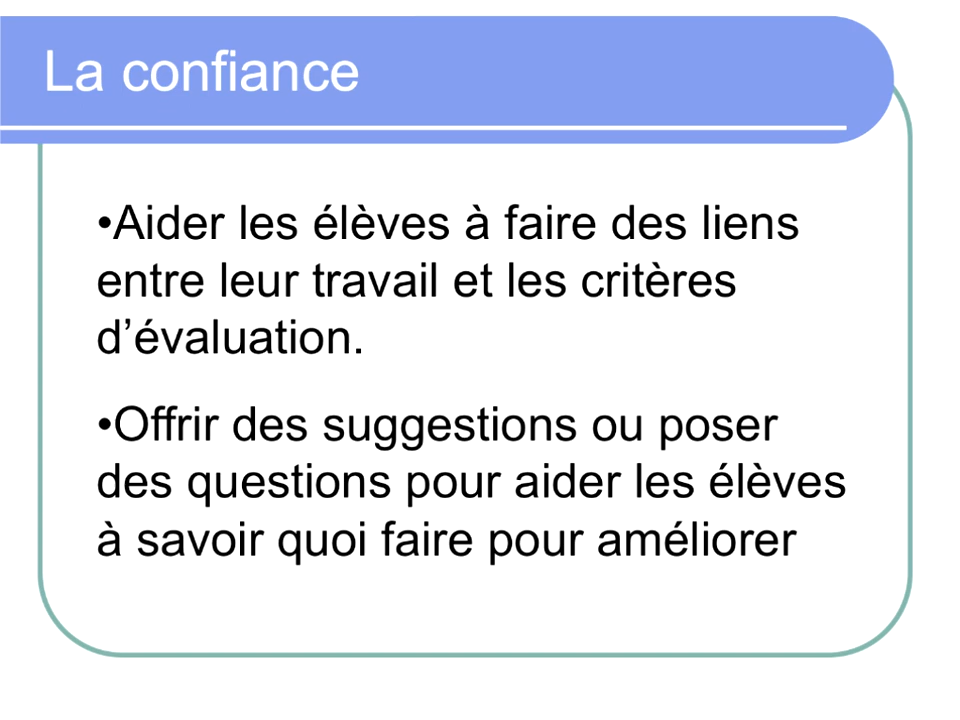 La confiance
•Aider les élèves à faire des liens
entre leur travail et les critères
d’évaluation.
•Offrir des suggestions ou poser
des questions pour aider les élèves
à savoir quoi faire pour améliorer